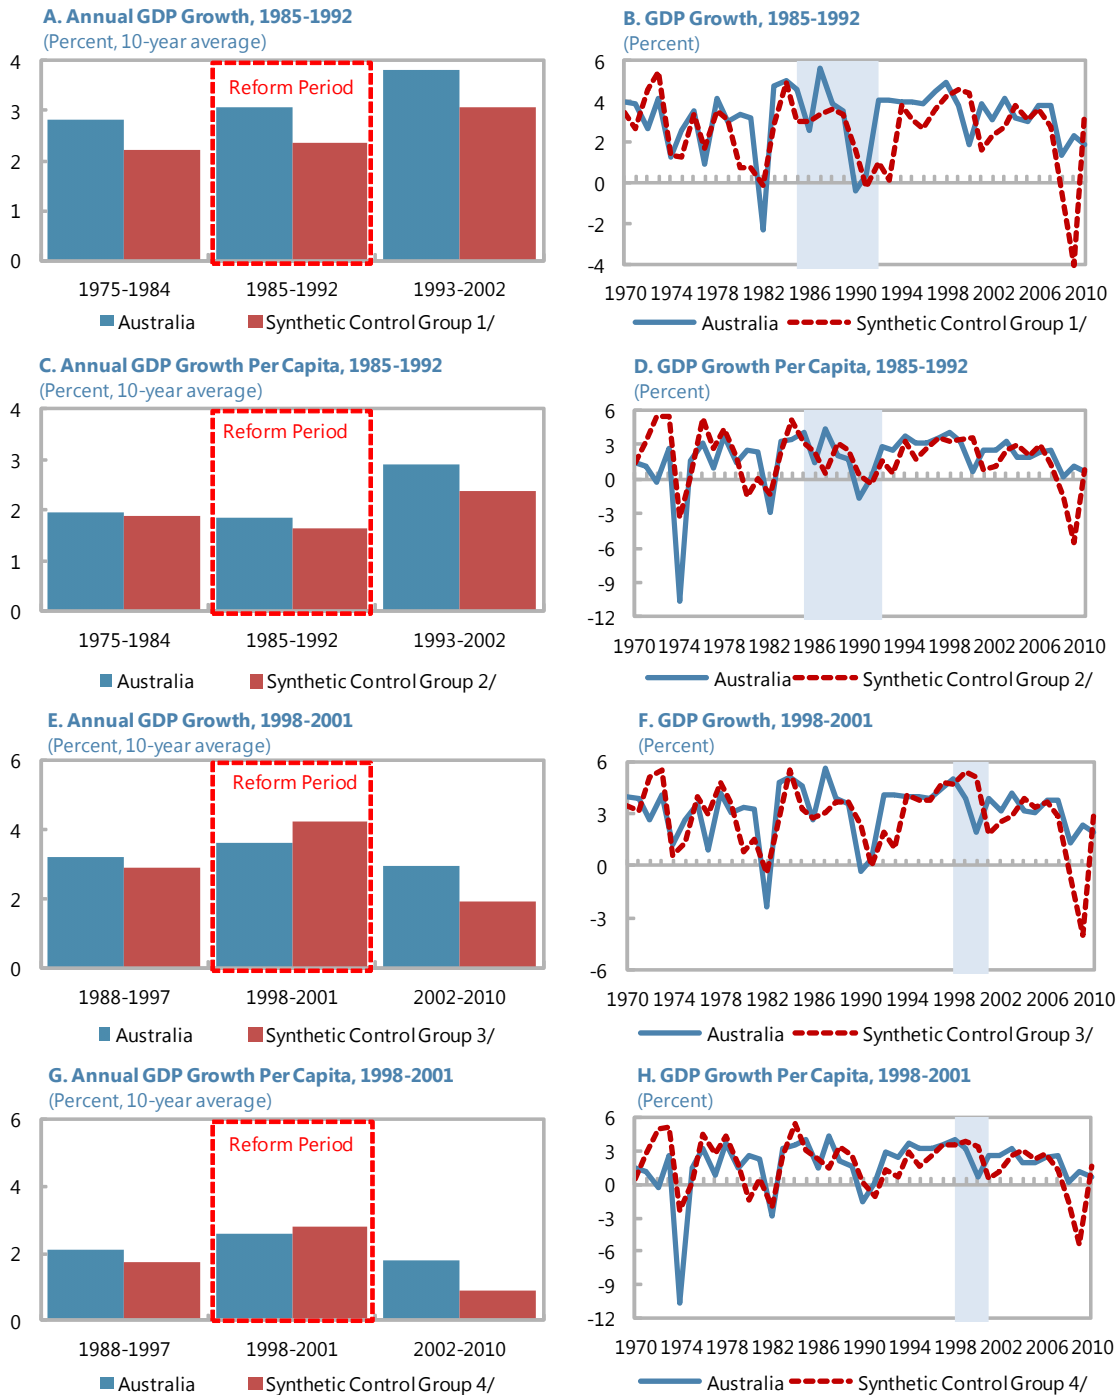 A. Annual GDP Growth, 1985-1992
(Percent, 10-year average)
4
3
2
1
0
Reform Period
1975-1984 1985-1992 1993-2002
Australia Synthetic Control Group 1/
B. GDP Growth, 1985-1992
(Percent)
6
4
2
0
-2
-4
1970 1974 1978 1982 1986 1990 1994 1998 2002 2006 2010
Australia Synthetic Control Group 1/
C. Annual GDP Growth Per Capita, 1985-1992
(Percent, 10-year average)
4
3
2
1
0
Reform Period
1975-1984 1985-1992 1993-2002
Australia Synthetic Control Group 2/
D. GDP Growth Per Capita, 1985-1992
(Percent)
6
3
0
-3
-6
-9
-12
1970 1974 1978 1982 1986 1990 1994 1998 2002 2006 2010
Australia Synthetic Control Group 2/
E. Annual GDP Growth, 1998-2001
(Percent, 10-year average)
6
4
2
0
Reform Period
1988-1997 1998-2001 2002-2010
Australia Synthetic Control Group 3/
F. GDP Growth, 1998-2001
(Percent)
6
3
0
-3
-6
1970 1974 1978 1982 1986 1990 1994 1998 2002 2006 2010
Australia Synthetic Control Group 3/
G. Annual GDP Growth Per Capita, 1998-2001
(Percent, 10-year average)
6
4
2
0
Reform Period
1988-1997 1998-2001 2002-2010
Australia Synthetic Control Group 4/
H. GDP Growth Per Capita, 1998-2001
(Percent)
6
3
0
-3
-6
-9
-12
1970 1974 1978 1982 1986 1990 1994 1998 2002 2006 2010
Australia Synthetic Control Group 4/